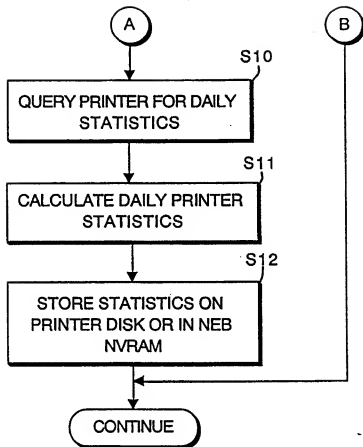 A
B
S10
QUERY PRINTER FOR DAILY
STATISTICS
S11
CALCULATE DAILY PRINTER
STATISTICS
S12
STORE STATISTICS ON
PRINTER DISK OR IN NEB
NVRAM
CONTINUE